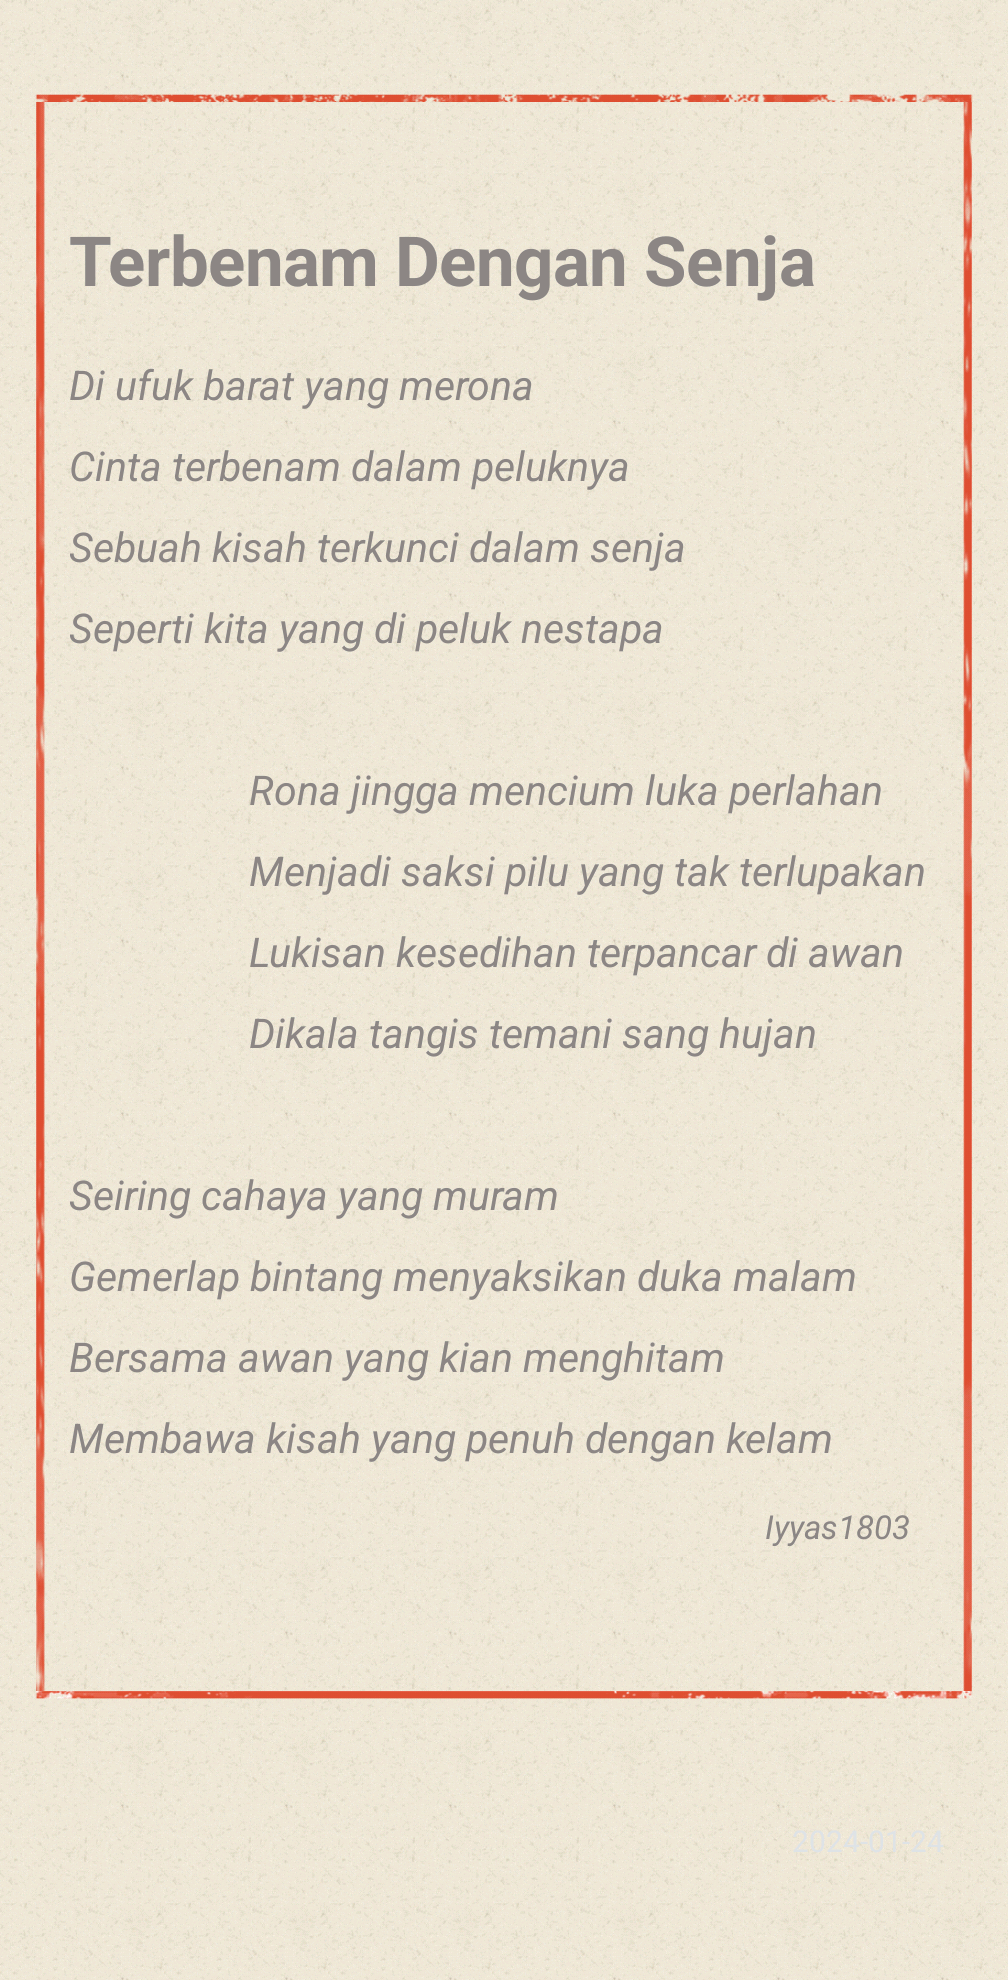 Terbenam Dengan Senja
Di ufuk barat yang merona
Cinta terbenam dalam peluknya
Sebuah kisah terkunci dalam senja
Seperti kita yang di peluk nestapa
Rona jingga mencium luka perlahan
Menjadi saksi pilu yang tak terlupakan
Lukisan kesedihan terpancar di awan
Dikala tangis temani sang hujan
Seiring cahaya yang muram
Gemerlap bintang menyaksikan duka malam
Bersama awan yang kian menghitam
Membawa kisah yang penuh dengan kelam
Iyyas1803
2024-01-24